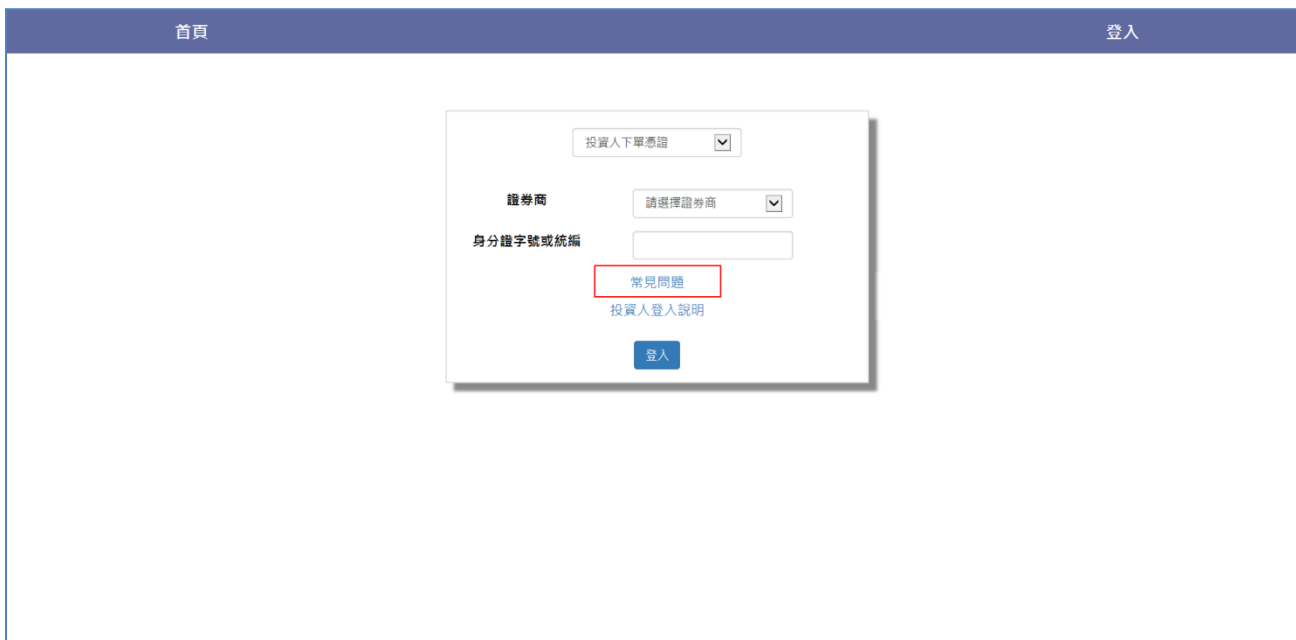 首頁 登入
投資人下單憑證
證券商 請選擇證券商
身分證字號或統編
常見問題
投資人登入說明
登入